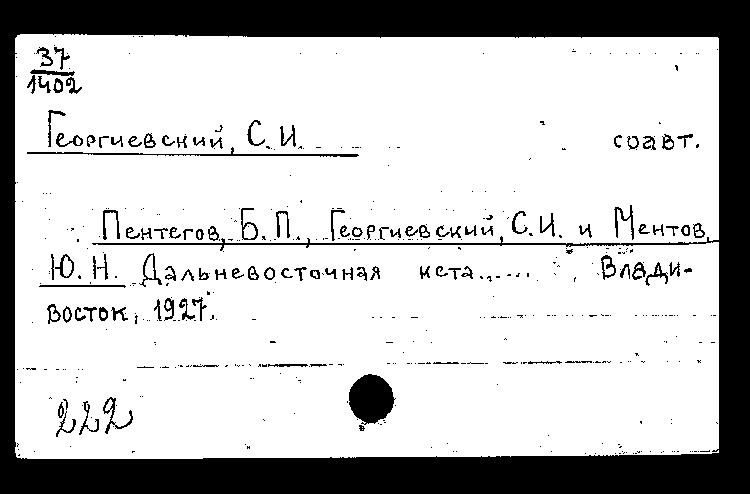 37
1402
Георгиевский, С. И. соавт.
Пентегов, Б. П., Георгиевский, С. И. и Ментов,
Ю. Н. Дальневосточная кета...... Влади-
восток, 1927.
222